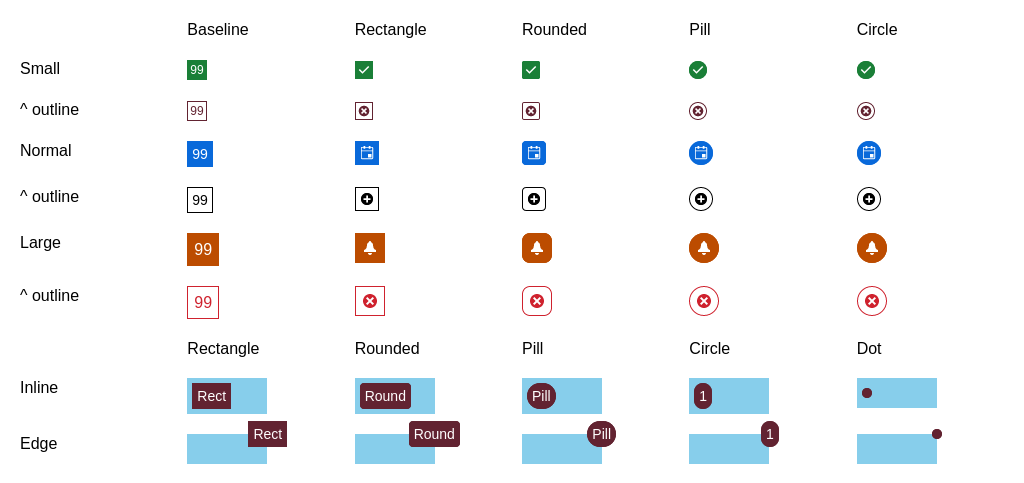 Baseline Rectangle Rounded Pill Circle
Small 99
^ outline 99
Normal 99
^ outline 99
Large 99
^ outline 99
Rectangle Rounded Pill Circle Dot
Inline Rect Round Pill 1
Edge Rect Round Pill 1